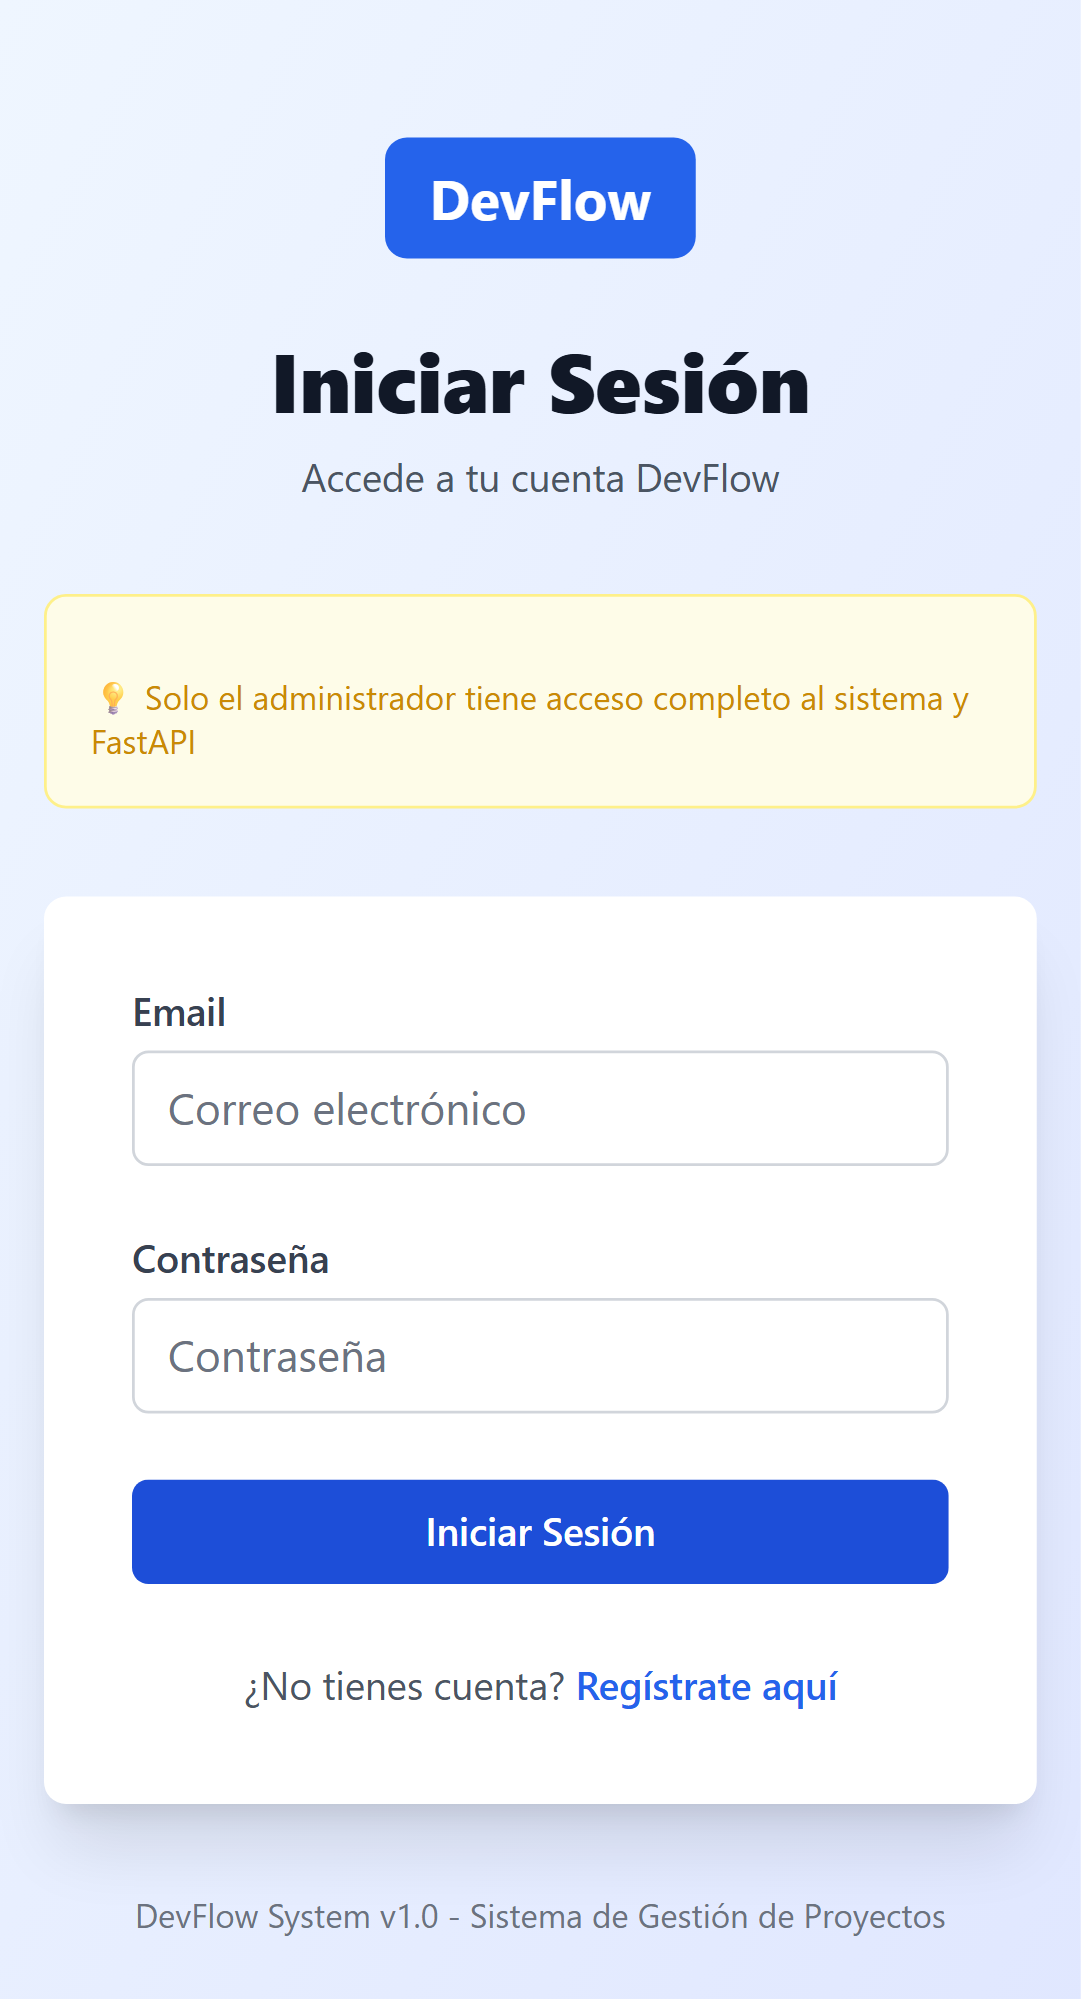 DevFlow
Iniciar Sesión
Accede a tu cuenta DevFlow
💡 Solo el administrador tiene acceso completo al sistema y
FastAPI
Email
Correo electrónico
Contraseña
Contraseña
Iniciar Sesión
¿No tienes cuenta? Regístrate aquí
DevFlow System v1.0 - Sistema de Gestión de Proyectos